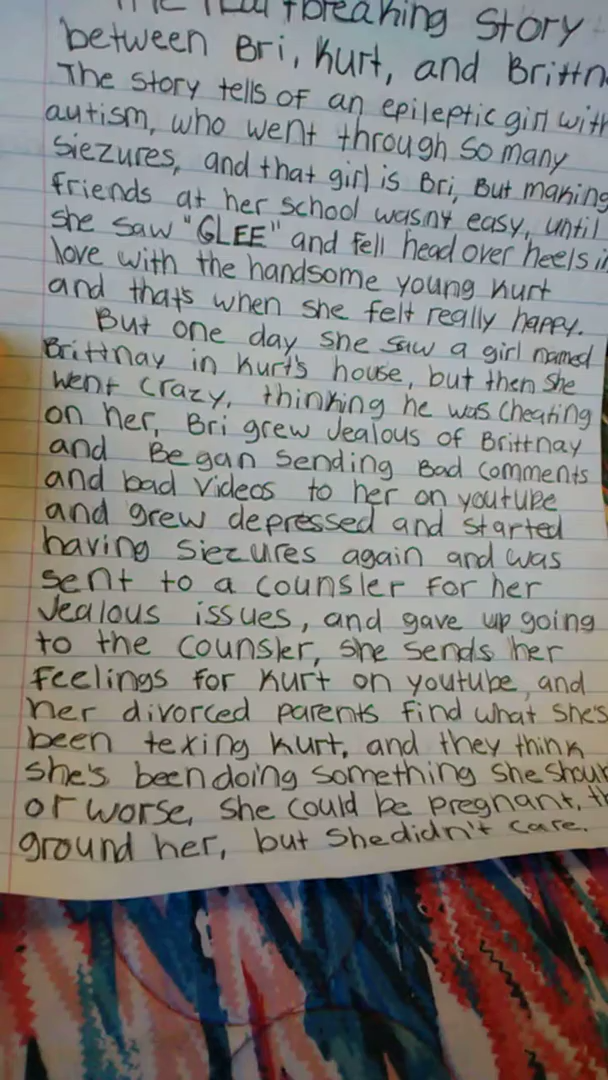 The Heartbreaking Story
between Bri, Kurt, and Brittn
The story tells of an epileptic girl with
autism, who went through so many
siezures, and that girl is Bri, But making
friends at her school wasn't easy, until
she saw "GLEE" and fell head over heels in
love with the handsome young Kurt
and that's when she felt really happy.
But one day she saw a girl named
Brittnay in Kurt's house, but then she
went crazy, thinking he was cheating
on her, Bri grew Jealous of Brittnay
and Began sending Bad comments
and bad videos to her on youtube
and grew depressed and started
having siezures again and was
sent to a counsler for her
Jealous issues, and gave up going
to the counsler, she sends her
feelings for Kurt on youtube, and
her divorced parents find what she's
been texing Kurt, and they think
she's been doing something she shoul
or worse, she could be pregnant, th
ground her, but she didn't care.